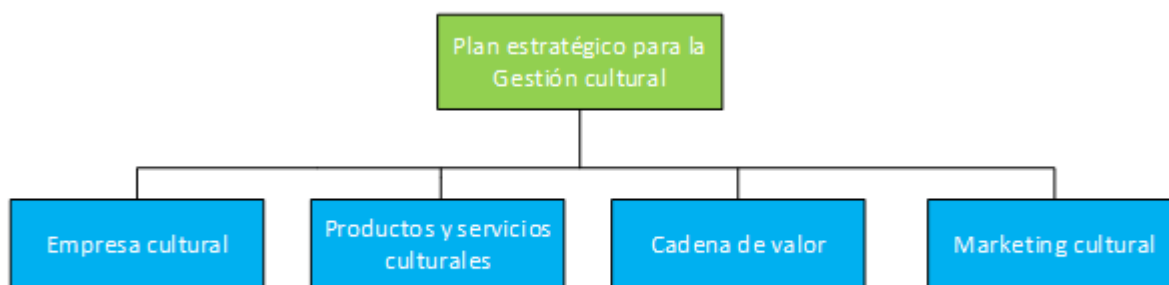 Plan estratégico para la
Gestión cultural
Empresa cultural
Productos y servicios
culturales
Cadena de valor
Marketing cultural